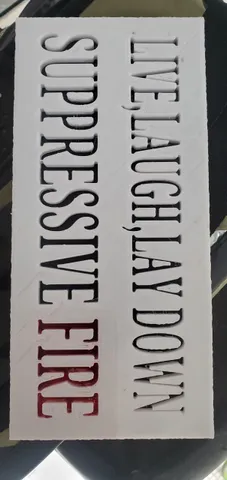 LIVE, LAUGH, LAY DOWN
SUPPRESSIVE FIRE